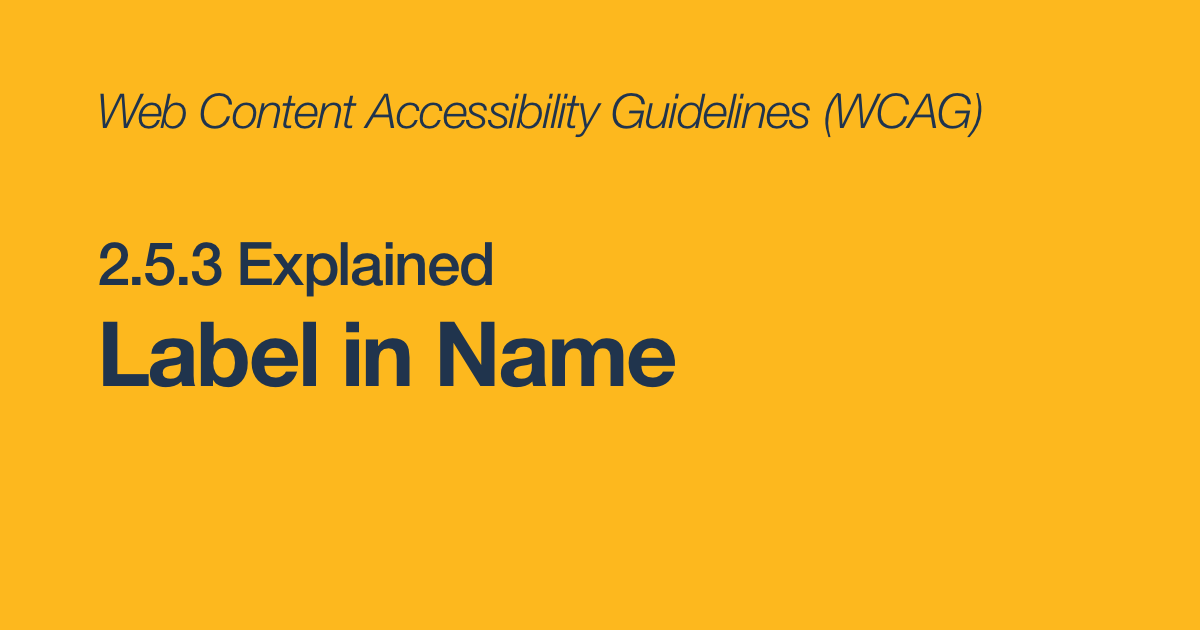 Web Content Accessibility Guidelines (WCAG)
2.5.3 Explained
Label in Name